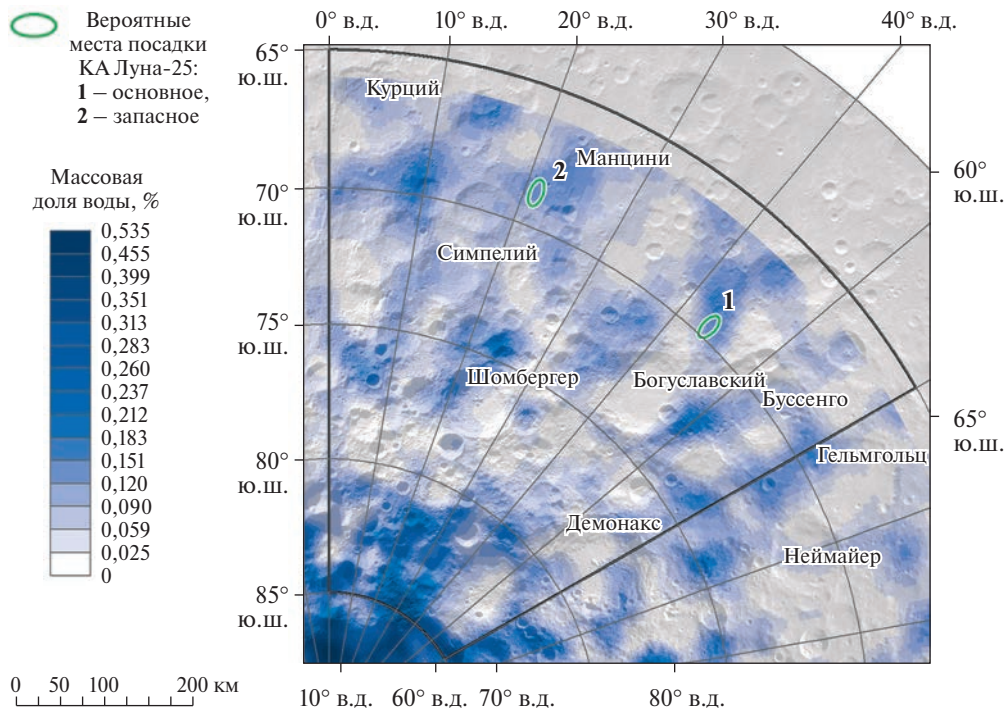 Вероятные
места посадки
КА Луна-25:
1 – основное,
2 – запасное
Массовая
доля воды, %
0,535
0,455
0,399
0,351
0,313
0,283
0,260
0,237
0,212
0,183
0,151
0,120
0,090
0,059
0,025
0
0 50 100 200 км
0° в.д. 10° в.д. 20° в.д. 30° в.д. 40° в.д.
65°
ю.ш.
70°
ю.ш.
75°
ю.ш.
80°
ю.ш.
85°
ю.ш.
Курций
2
Манцини
Симпелий
1
Шомбергер
Богуславский
Буссенго
Гельмгольц
Демонакс
Неймайер
60°
ю.ш.
65°
ю.ш.
10° в.д. 60° в.д. 70° в.д. 80° в.д.